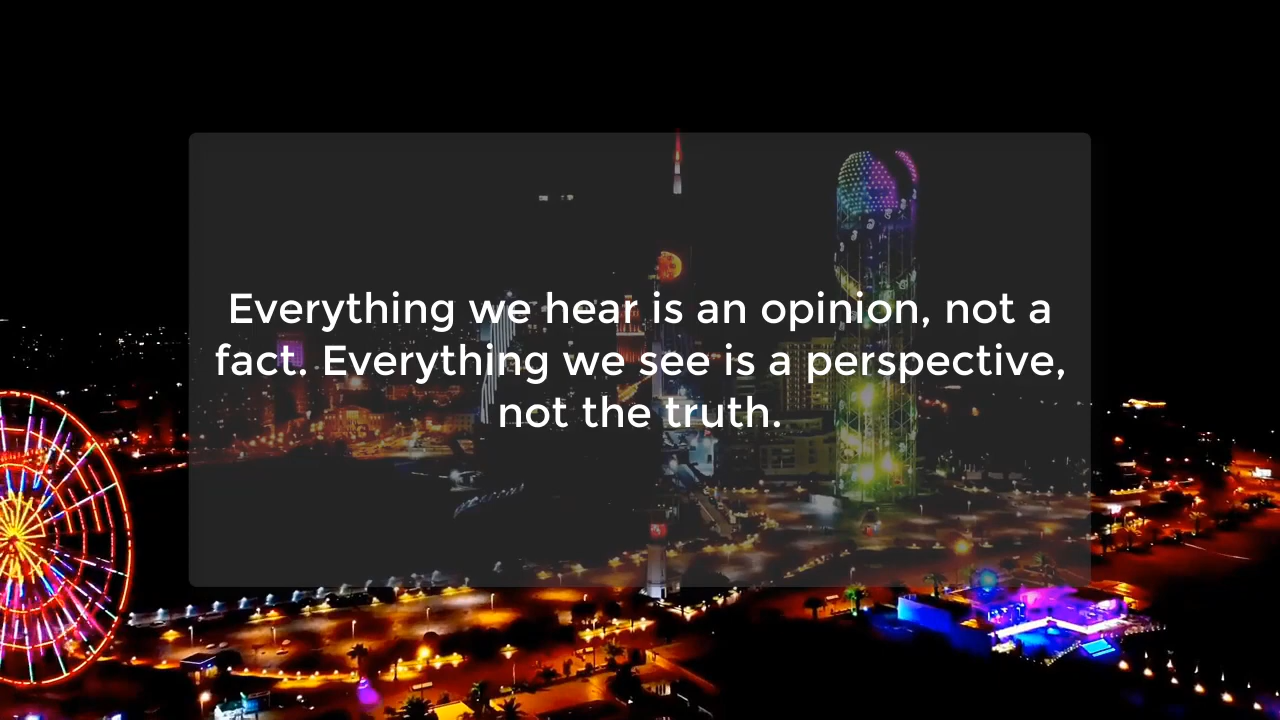 Everything we hear is an opinion, not a
fact. Everything we see is a perspective,
not the truth.